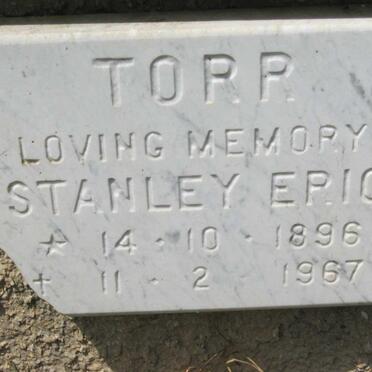 TORR
LOVING MEMORY
STANLEY ERIC
★ 14 · 10 · 1896
+ 11 · 2 · 1967